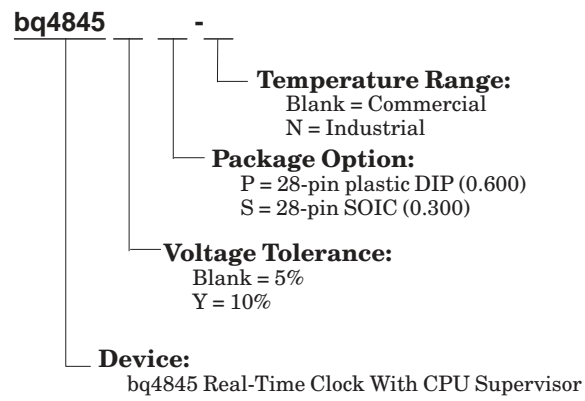 bq4845 -
Temperature Range:
Blank = Commercial
N = Industrial
Package Option:
P = 28-pin plastic DIP (0.600)
S = 28-pin SOIC (0.300)
Voltage Tolerance:
Blank = 5%
Y = 10%
Device:
bq4845 Real-Time Clock With CPU Supervisor